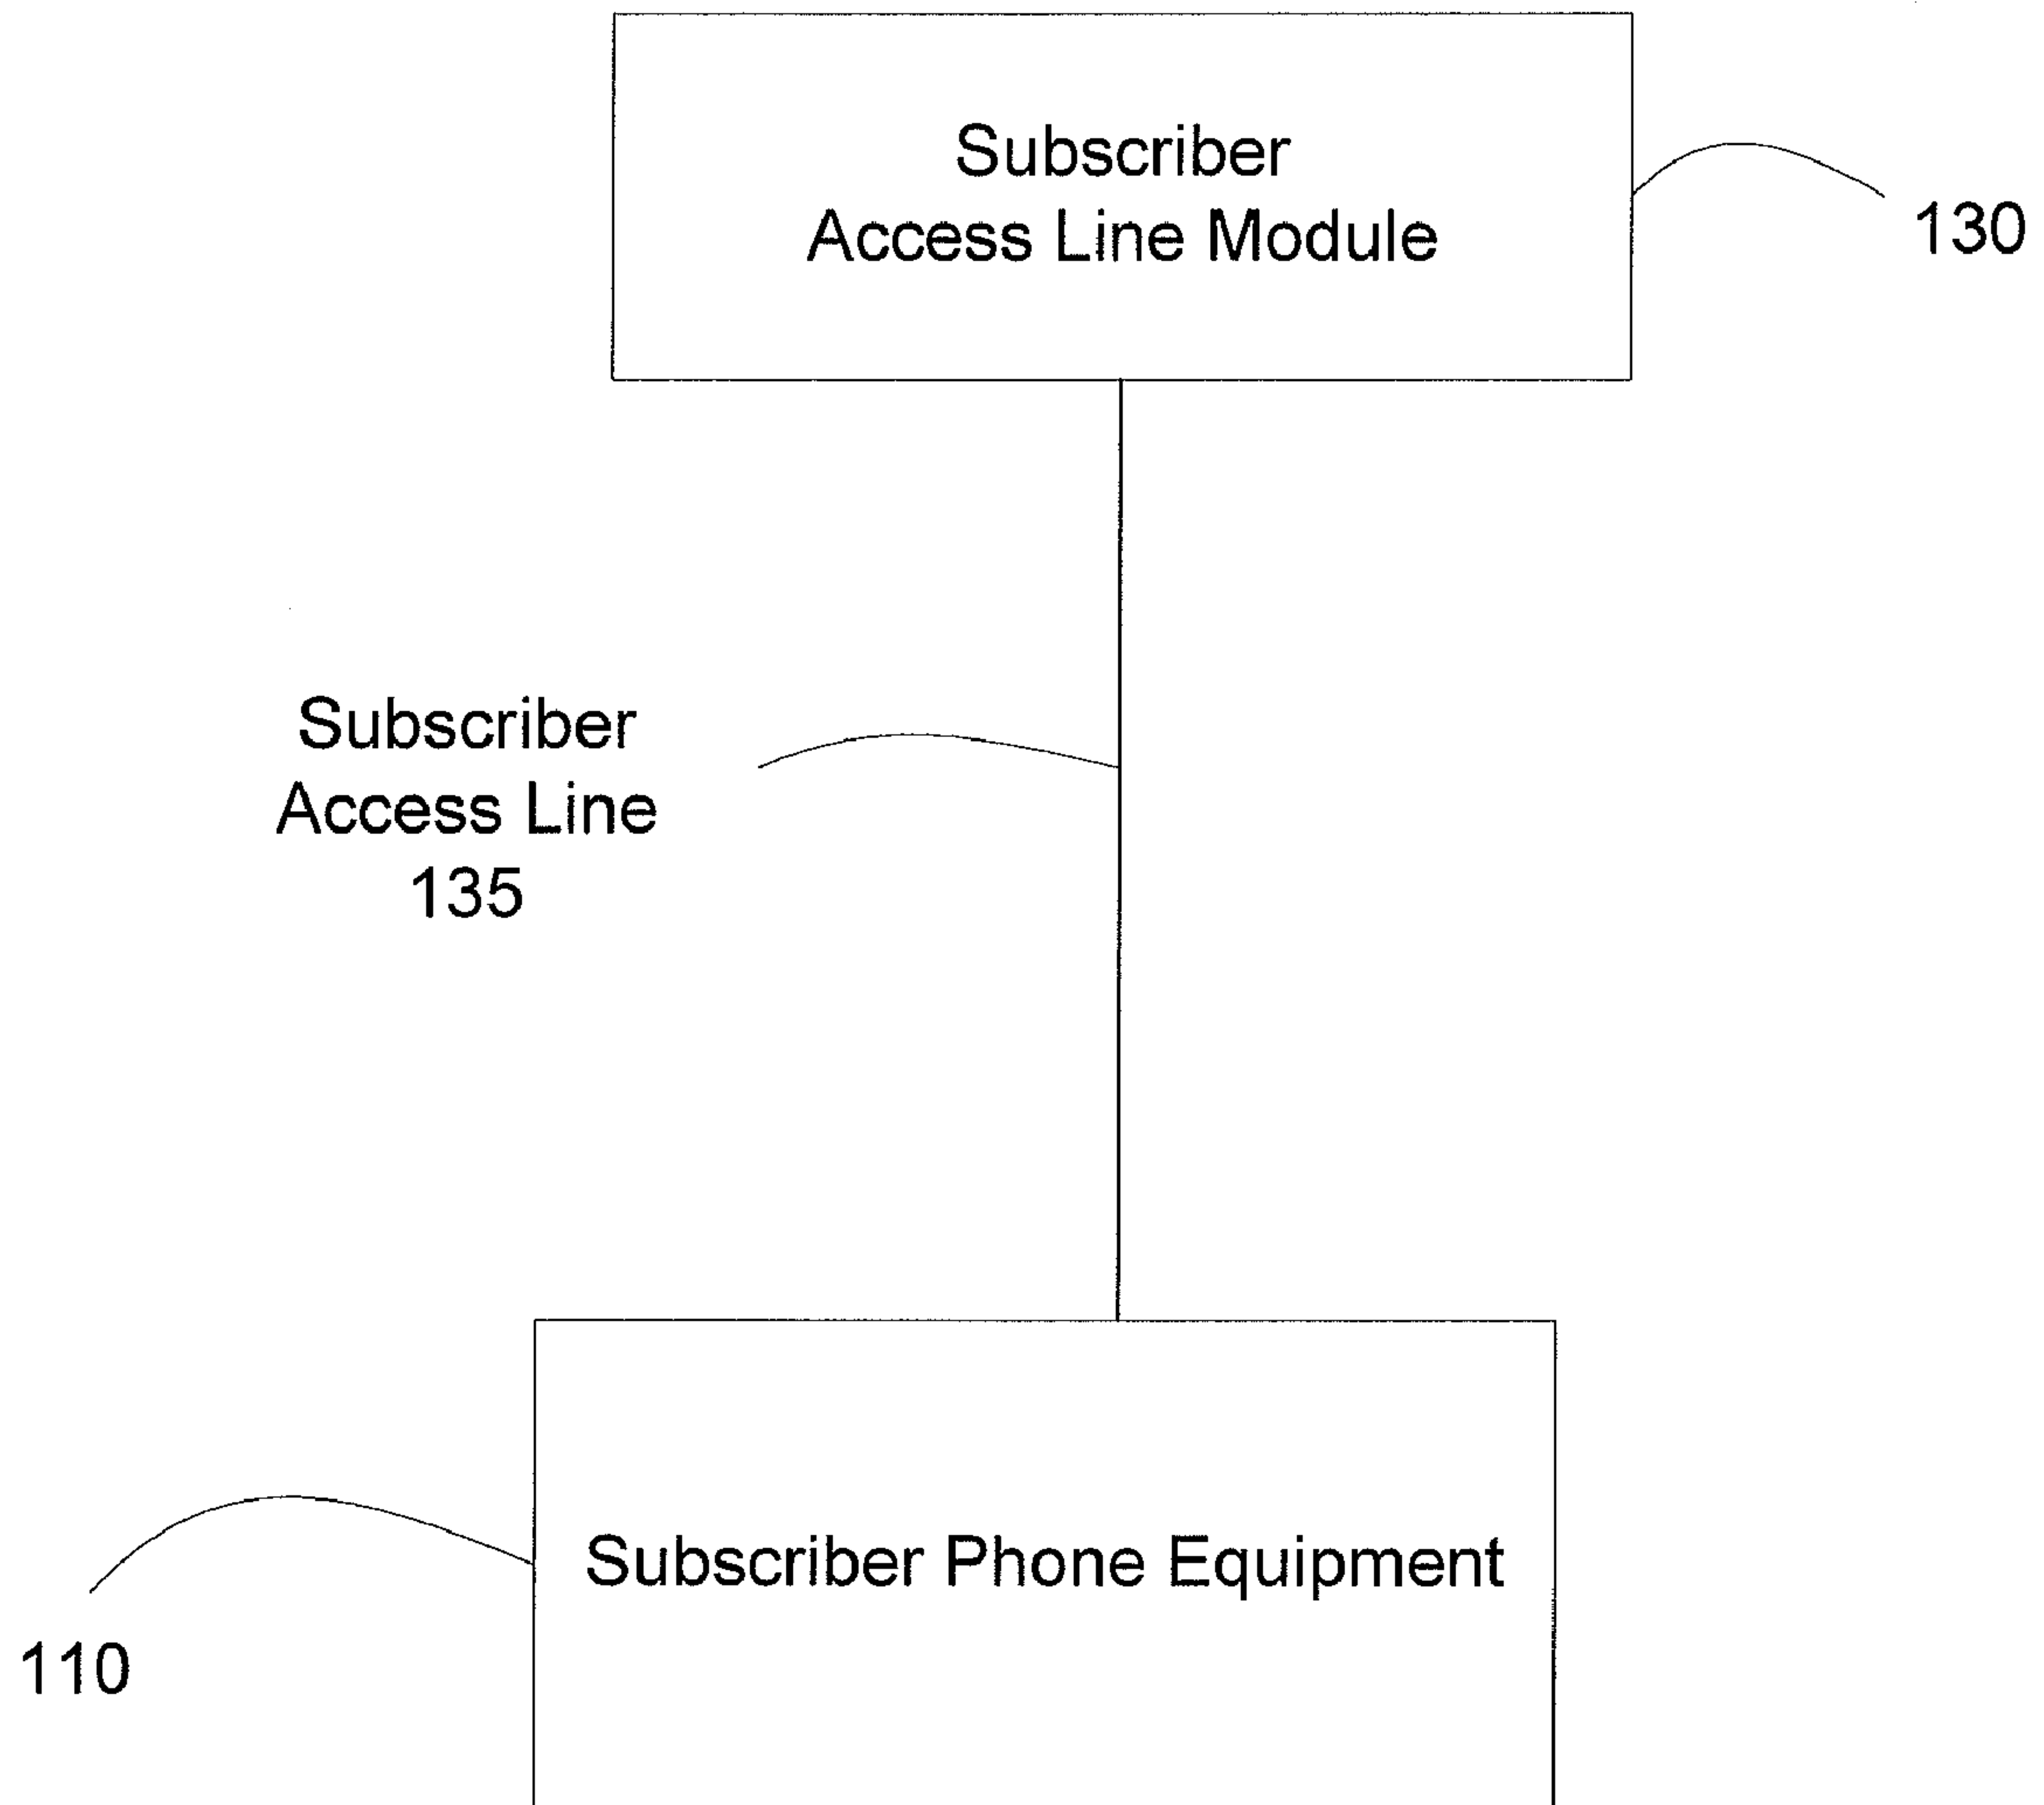 Subscriber
Access Line Module
130
Subscriber
Access Line
135
Subscriber Phone Equipment
110